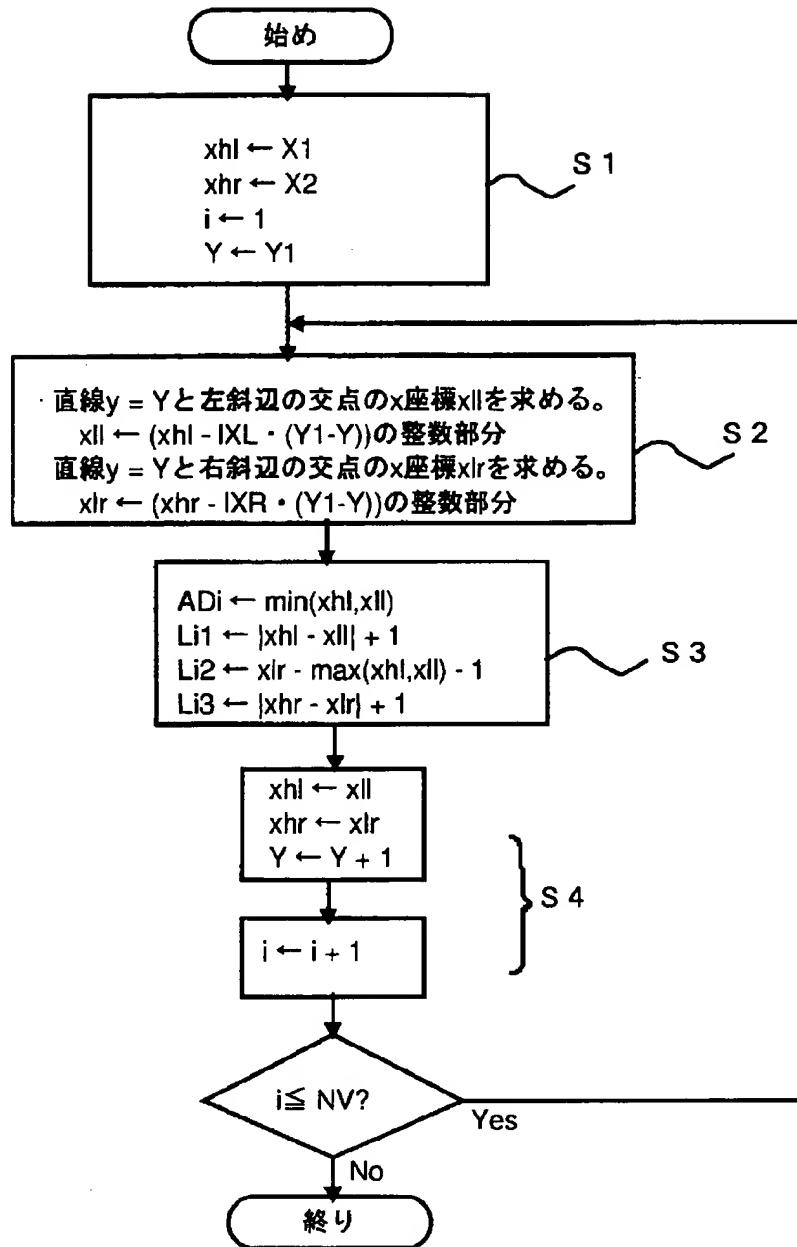 始め
xhl ← X1
xhr ← X2
i ← 1
Y ← Y1
S 1
直線y = Yと左斜辺の交点のx座標xllを求める。
xll ← (xhl - IXL・(Y1-Y))の整数部分
直線y = Yと右斜辺の交点のx座標xlrを求める。
xlr ← (xhr - IXR・(Y1-Y))の整数部分
S 2
ADi ← min(xhl,xll)
Li1 ← |xhl - xll| + 1
Li2 ← xlr - max(xhl,xll) - 1
Li3 ← |xhr - xlr| + 1
S 3
xhl ← xll
xhr ← xlr
Y ← Y + 1
i ← i + 1
S 4
i≦ NV?
Yes
No
終り